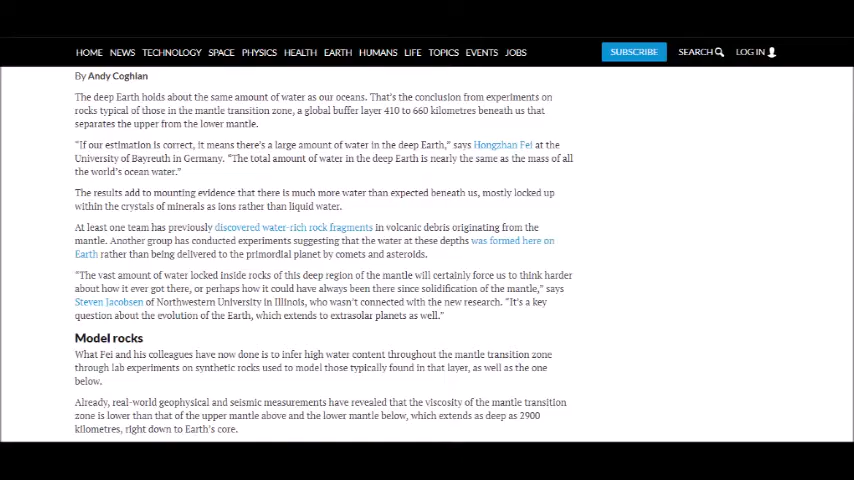 HOME NEWS TECHNOLOGY SPACE PHYSICS HEALTH EARTH HUMANS LIFE TOPICS EVENTS JOBS SUBSCRIBE SEARCH LOG IN
By Andy Coghlan
The deep Earth holds about the same amount of water as our oceans. That's the conclusion from experiments on
rocks typical of those in the mantle transition zone, a global buffer layer 410 to 660 kilometres beneath us that
separates the upper from the lower mantle.
“If our estimation is correct, it means there's a large amount of water in the deep Earth,” says Hongzhan Fei at the
University of Bayreuth in Germany. “The total amount of water in the deep Earth is nearly the same as the mass of all
the world's ocean water.”
The results add to mounting evidence that there is much more water than expected beneath us, mostly locked up
within the crystals of minerals as ions rather than liquid water.
At least one team has previously discovered water-rich rock fragments in volcanic debris originating from the
mantle. Another group has conducted experiments suggesting that the water at these depths was formed here on
Earth rather than being delivered to the primordial planet by comets and asteroids.
“The vast amount of water locked inside rocks of this deep region of the mantle will certainly force us to think harder
about how it ever got there, or perhaps how it could have always been there since solidification of the mantle,” says
Steven Jacobsen of Northwestern University in Illinois, who wasn't connected with the new research. “It's a key
question about the evolution of the Earth, which extends to extrasolar planets as well.”
Model rocks
What Fei and his colleagues have now done is to infer high water content throughout the mantle transition zone
through lab experiments on synthetic rocks used to model those typically found in that layer, as well as the one
below.
Already, real-world geophysical and seismic measurements have revealed that the viscosity of the mantle transition
zone is lower than that of the upper mantle above and the lower mantle below, which extends as deep as 2900
kilometres, right down to Earth's core.